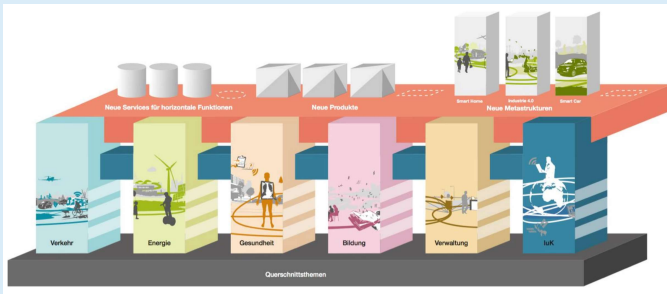 Smart Home
Industrie 4.0
Smart Car
Neue Services für horizontale Funktionen
Neue Produkte
Neue Metastrukturen
Verkehr
Energie
Gesundheit
Bildung
Verwaltung
IuK
Querschnittsthemen